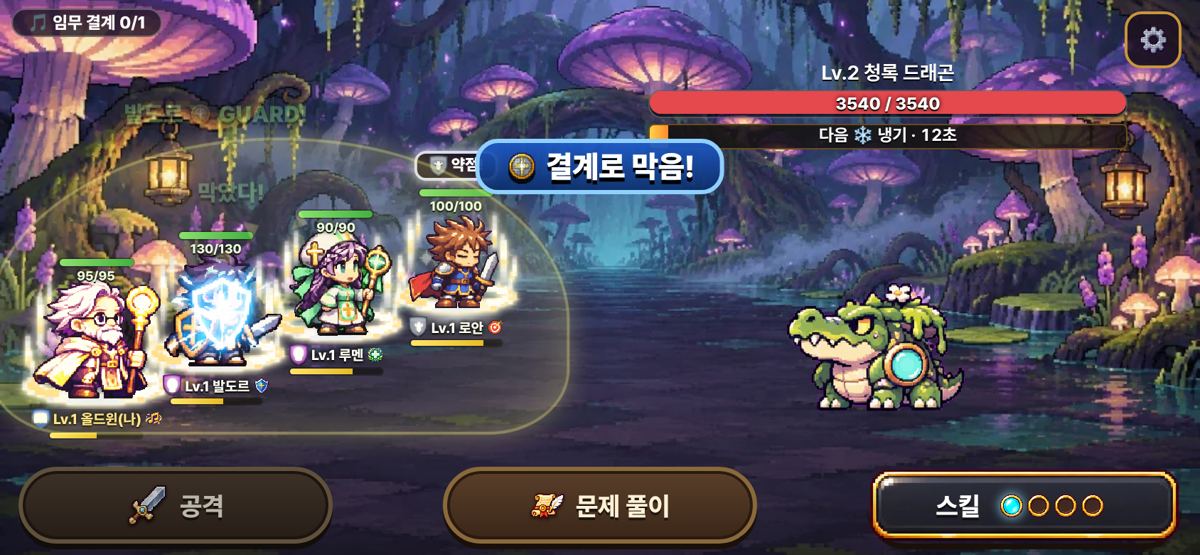 임무 결계 0/1
Lv.2 청록 드래곤
3540 / 3540
다음 ❄ 냉기 · 12초
발도르 GUARD!
막았다!
약점
결계로 막음!
100/100
90/90
130/130
95/95
Lv.1 로안
Lv.1 루멘
Lv.1 발도르
Lv.1 올드윈(나)
공격
문제 풀이
스킬